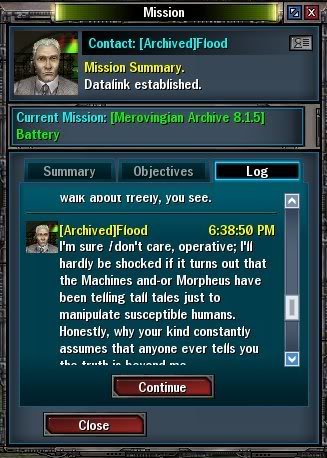 Mission
Contact: [Archived]Flood
Mission Summary.
Datalink established.
Current Mission: [Merovingian Archive 8.1.5]
Battery
Summary
Objectives
Log
walk about freely, you see.
[Archived]Flood 6:38:50 PM
I'm sure I don't care, operative; I'll
hardly be shocked if it turns out that
the Machines and-or Morpheus have
been telling tall tales just to
manipulate susceptible humans.
Honestly, why your kind constantly
assumes that anyone ever tells you
the truth is beyond me.
Continue
Close